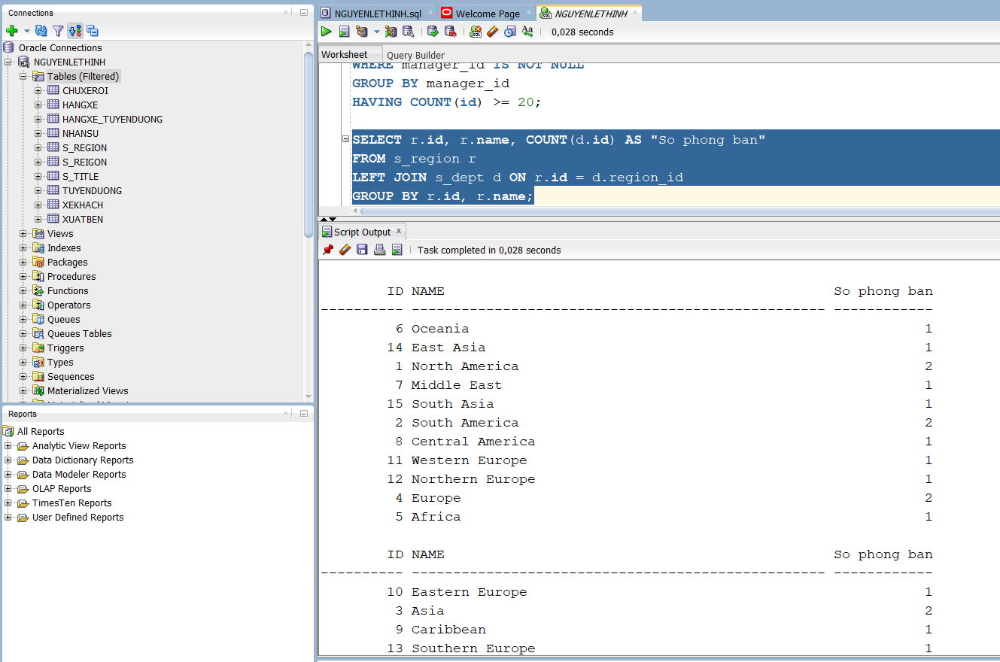 Connections
Oracle Connections
NGUYENLETHINH
Tables (Filtered)
CHUXEROI
HANGXE
HANGXE_TUYENDUONG
NHANSU
S_REGION
S_REIGON
S_TITLE
TUYENDUONG
XEKHACH
XUATBEN
Views
Indexes
Packages
Procedures
Functions
Operators
Queues
Queues Tables
Triggers
Types
Sequences
Materialized Views
Reports
All Reports
Analytic View Reports
Data Dictionary Reports
Data Modeler Reports
OLAP Reports
TimesTen Reports
User Defined Reports
NGUYENLETHINH.sql Welcome Page NGUYENLETHINH
0,028 seconds
Worksheet Query Builder
WHERE manager_id IS NOT NULL
GROUP BY manager_id
HAVING COUNT(id) >= 20;
SELECT r.id, r.name, COUNT(d.id) AS "So phong ban"
FROM s_region r
LEFT JOIN s_dept d ON r.id = d.region_id
GROUP BY r.id, r.name;
Script Output
Task completed in 0,028 seconds
ID NAME So phong ban
---------- -------------------------------------------------- ------------
6 Oceania 1
14 East Asia 1
1 North America 2
7 Middle East 1
15 South Asia 1
2 South America 2
8 Central America 1
11 Western Europe 1
12 Northern Europe 1
4 Europe 2
5 Africa 1
ID NAME So phong ban
---------- -------------------------------------------------- ------------
10 Eastern Europe 1
3 Asia 2
9 Caribbean 1
13 Southern Europe 1